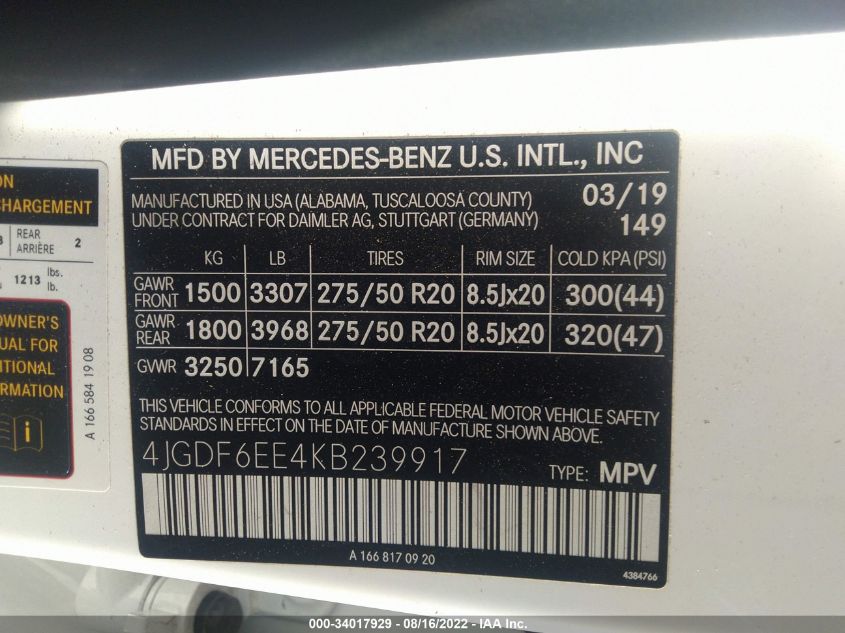 ON
CHARGEMENT
REAR
ARRIÈRE 2
1213 lbs.
lb.
OWNER'S
UAL FOR
ITIONAL
RMATION
i
A 166 584 19 08
MFD BY MERCEDES-BENZ U.S. INTL., INC
MANUFACTURED IN USA (ALABAMA, TUSCALOOSA COUNTY) 03/19
UNDER CONTRACT FOR DAIMLER AG, STUTTGART (GERMANY) 149
KG LB TIRES RIM SIZE COLD KPA (PSI)
GAWR FRONT 1500 3307 275/50 R20 8.5Jx20 300(44)
GAWR REAR 1800 3968 275/50 R20 8.5Jx20 320(47)
GVWR 3250 7165
THIS VEHICLE CONFORMS TO ALL APPLICABLE FEDERAL MOTOR VEHICLE SAFETY
STANDARDS IN EFFECT ON THE DATE OF MANUFACTURE SHOWN ABOVE.
4JGDF6EE4KB239917 TYPE: MPV
A 166 817 09 20
4384766
000-34017929 - 08/16/2022 - IAA Inc.